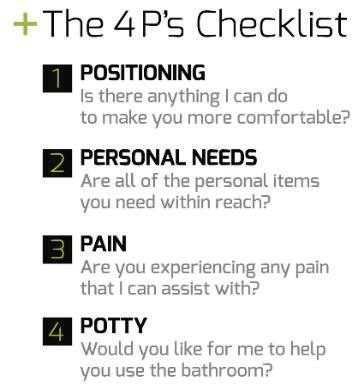 + The 4P's Checklist
1 POSITIONING
Is there anything I can do
to make you more comfortable?
2 PERSONAL NEEDS
Are all of the personal items
you need within reach?
3 PAIN
Are you experiencing any pain
that I can assist with?
4 POTTY
Would you like for me to help
you use the bathroom?